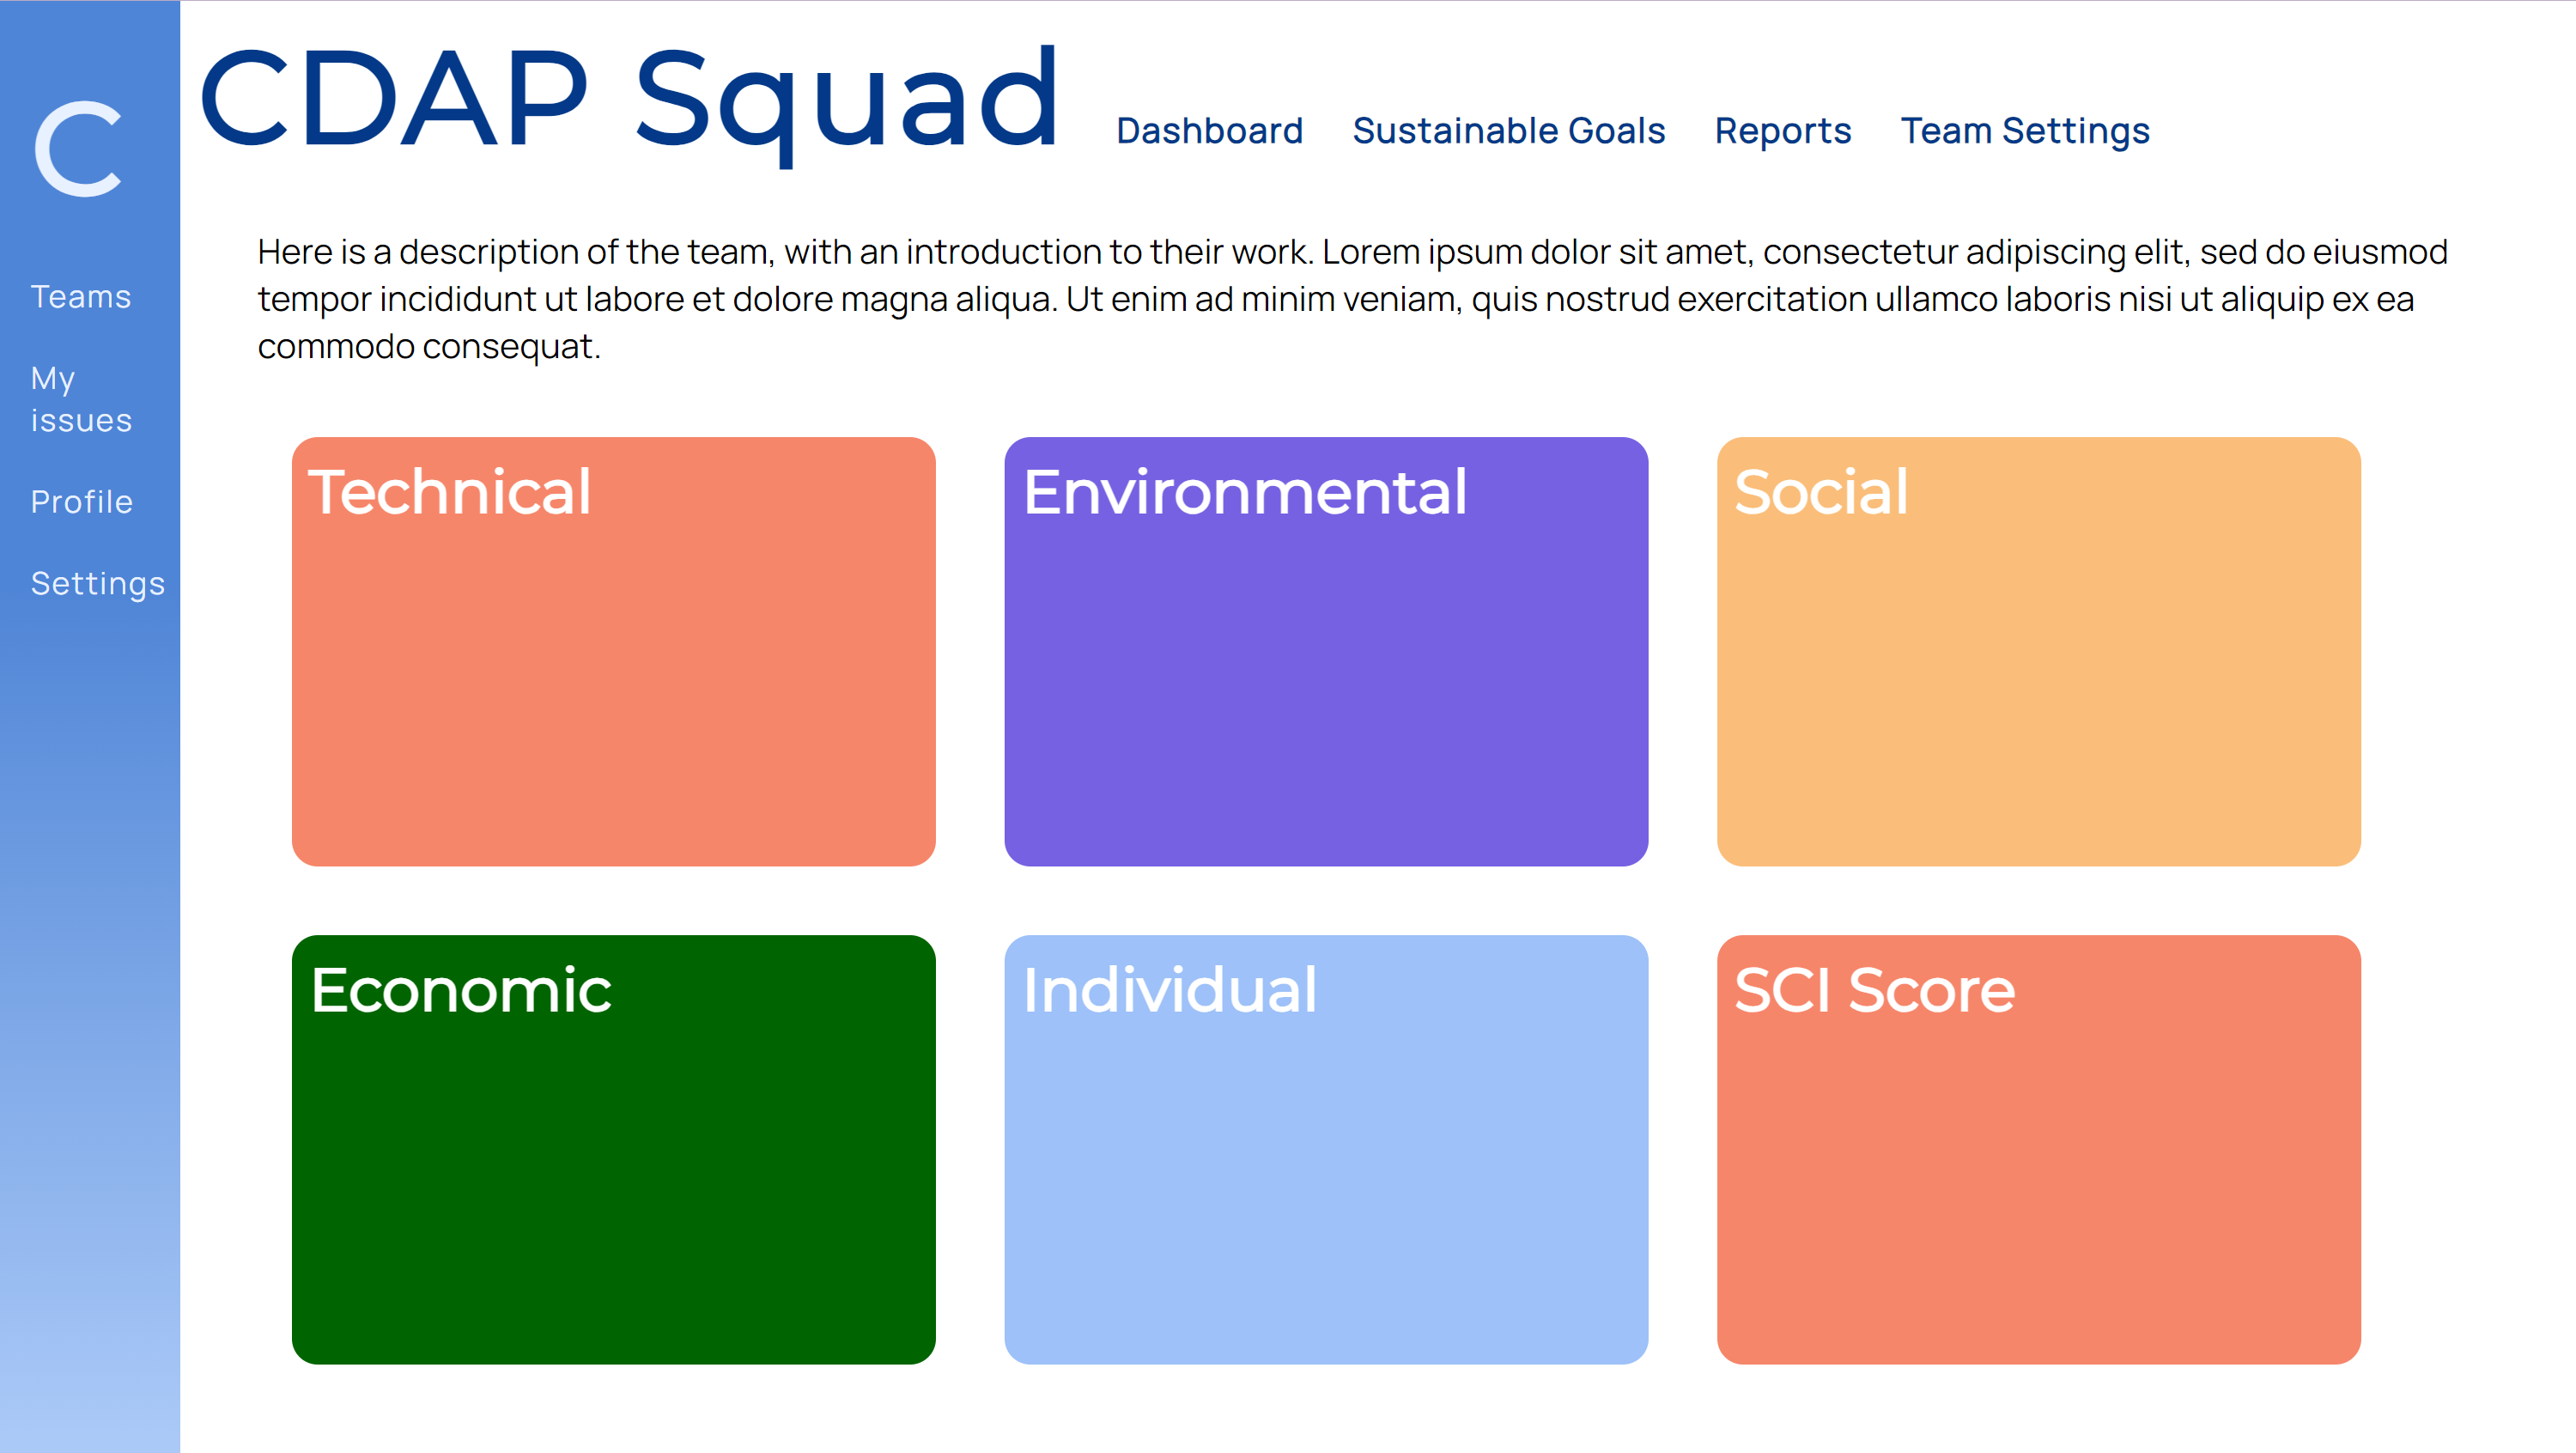 C
Teams
My
issues
Profile
Settings
CDAP Squad
Dashboard Sustainable Goals Reports Team Settings
Here is a description of the team, with an introduction to their work. Lorem ipsum dolor sit amet, consectetur adipiscing elit, sed do eiusmod
tempor incididunt ut labore et dolore magna aliqua. Ut enim ad minim veniam, quis nostrud exercitation ullamco laboris nisi ut aliquip ex ea
commodo consequat.
Technical
Environmental
Social
Economic
Individual
SCI Score